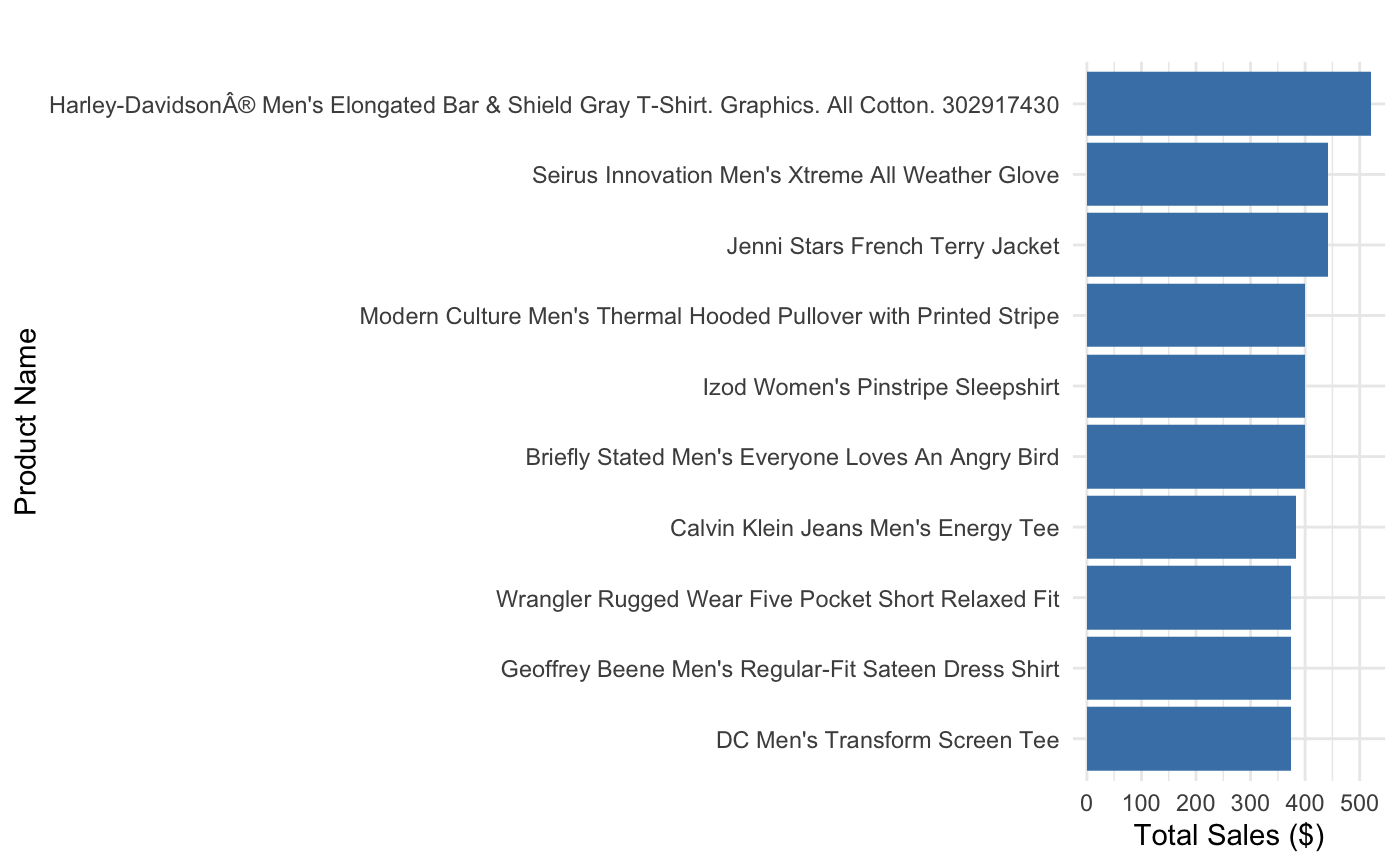 Harley-DavidsonÂ® Men's Elongated Bar & Shield Gray T-Shirt. Graphics. All Cotton. 302917430
Seirus Innovation Men's Xtreme All Weather Glove
Jenni Stars French Terry Jacket
Modern Culture Men's Thermal Hooded Pullover with Printed Stripe
Izod Women's Pinstripe Sleepshirt
Briefly Stated Men's Everyone Loves An Angry Bird
Calvin Klein Jeans Men's Energy Tee
Wrangler Rugged Wear Five Pocket Short Relaxed Fit
Geoffrey Beene Men's Regular-Fit Sateen Dress Shirt
DC Men's Transform Screen Tee
Product Name
0 100 200 300 400 500
Total Sales ($)